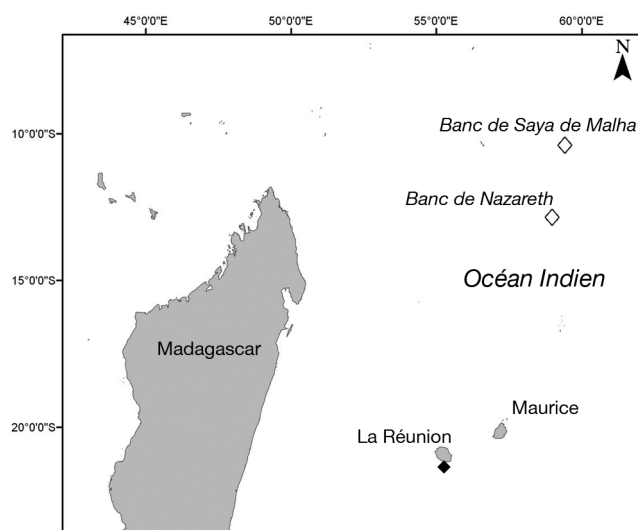 45°0'0"E 50°0'0"E 55°0'0"E 60°0'0"E
N
10°0'0"S
Banc de Saya de Malha
Banc de Nazareth
15°0'0"S
Océan Indien
Madagascar
Maurice
20°0'0"S
La Réunion